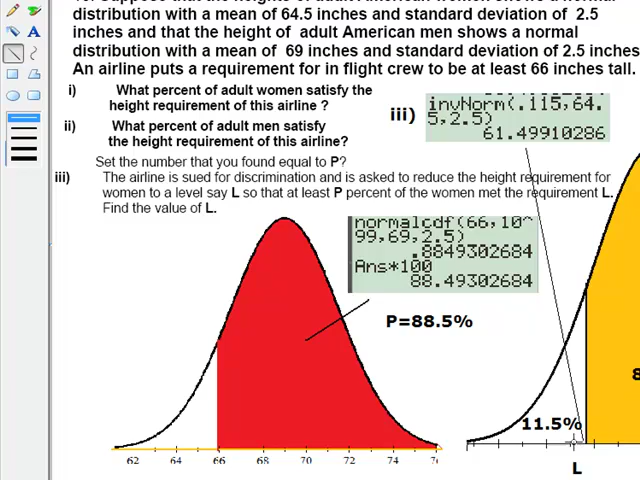 distribution with a mean of 64.5 inches and standard deviation of 2.5
inches and that the height of adult American men shows a normal
distribution with a mean of 69 inches and standard deviation of 2.5 inches
An airline puts a requirement for in flight crew to be at least 66 inches tall.
i) What percent of adult women satisfy the
height requirement of this airline ?
ii) What percent of adult men satisfy
the height requirement of this airline?
Set the number that you found equal to P?
iii) The airline is sued for discrimination and is asked to reduce the height requirement for
women to a level say L so that at least P percent of the women met the requirement L.
Find the value of L.
iii)
invNorm(.115,64.
5,2.5)
61.49910286
normalcdf(66,10^
99,69,2.5)
.8849302684
Ans*100
88.49302684
P=88.5%
11.5%
8
62 64 66 68 70 72 74
L
A